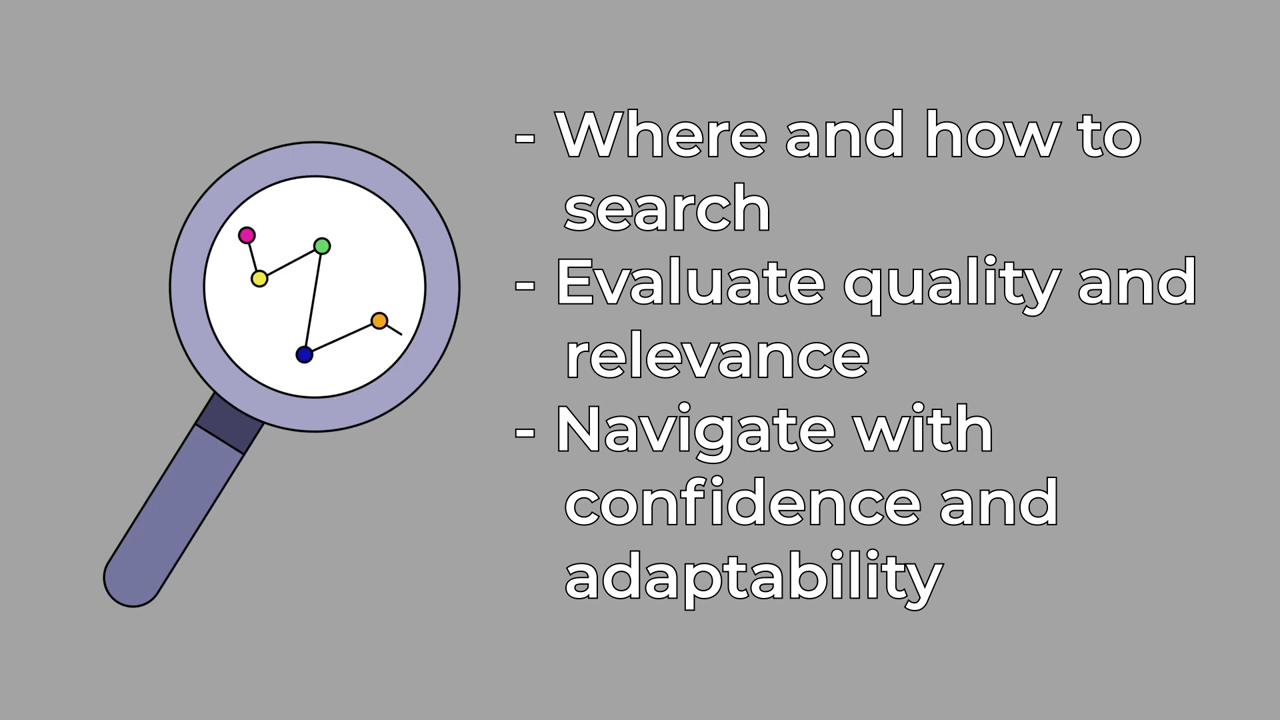 - Where and how to
search
- Evaluate quality and
relevance
- Navigate with
confidence and
adaptability